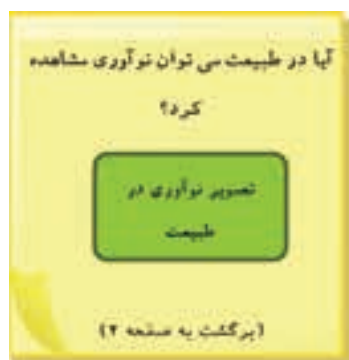 آیا در طبیعت می توان نوآوری مشاهده
کرد؟
تصویر نوآوری در
طبیعت
(برگشت به صفحه ۲)